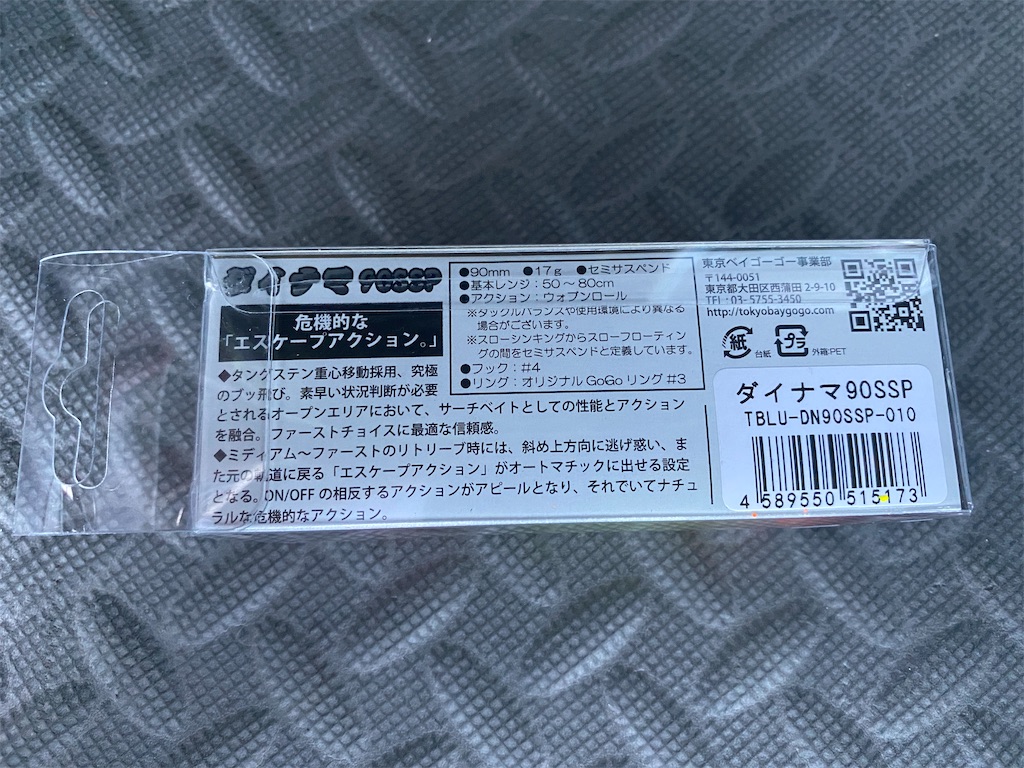 ダイナマ 90SSP
危機的な
「エスケープアクション。」
◆タングステン重心移動採用、究極
のブッ飛び。素早い状況判断が必要
とされるオープンエリアにおいて、サーチベイトとしての性能とアクション
を融合。ファーストチョイスに最適な信頼感。
◆ミディアム～ファーストのリトリーブ時には、斜め上方向に逃げ惑い、ま
た元の軌道に戻る「エスケープアクション」がオートマチックに出せる設定
となる。ON/OFF の相反するアクションがアピールとなり、それでいてナチュ
ラルな危機的なアクション。
●90mm ●17g ●セミサスペンド
●基本レンジ：50～80cm
●アクション：ウォブンロール
※タックルバランスや使用環境により異なる
場合がございます。
※スローシンキングからスローフローティン
グの間をセミサスペンドと定義しています。
●フック：#4
●リング：オリジナル GoGo リング #3
東京ベイゴーゴー事業部
〒144-0051
東京都大田区西蒲田 2-9-10
TEL：03-5755-3450
http://tokyobaygogo.com
紙 台紙 プラ 外箱:PET
ダイナマ90SSP
TBLU-DN90SSP-010
4 589550 515173